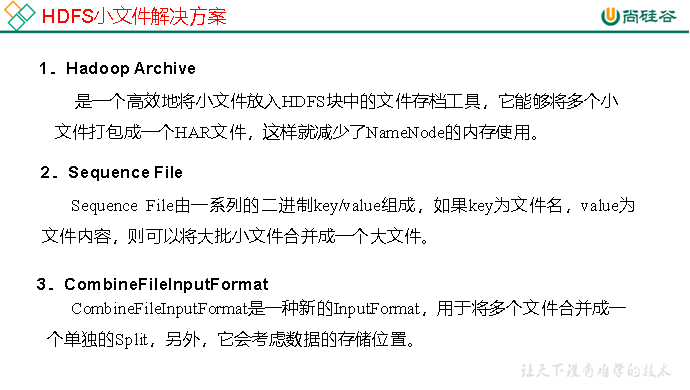 HDFS小文件解决方案
尚硅谷
1．Hadoop Archive
是一个高效地将小文件放入HDFS块中的文件存档工具，它能够将多个小
文件打包成一个HAR文件，这样就减少了NameNode的内存使用。
2．Sequence File
Sequence File由一系列的二进制key/value组成，如果key为文件名，value为
文件内容，则可以将大批小文件合并成一个大文件。
3．CombineFileInputFormat
CombineFileInputFormat是一种新的InputFormat，用于将多个文件合并成一
个单独的Split，另外，它会考虑数据的存储位置。
让天下没有难学的技术